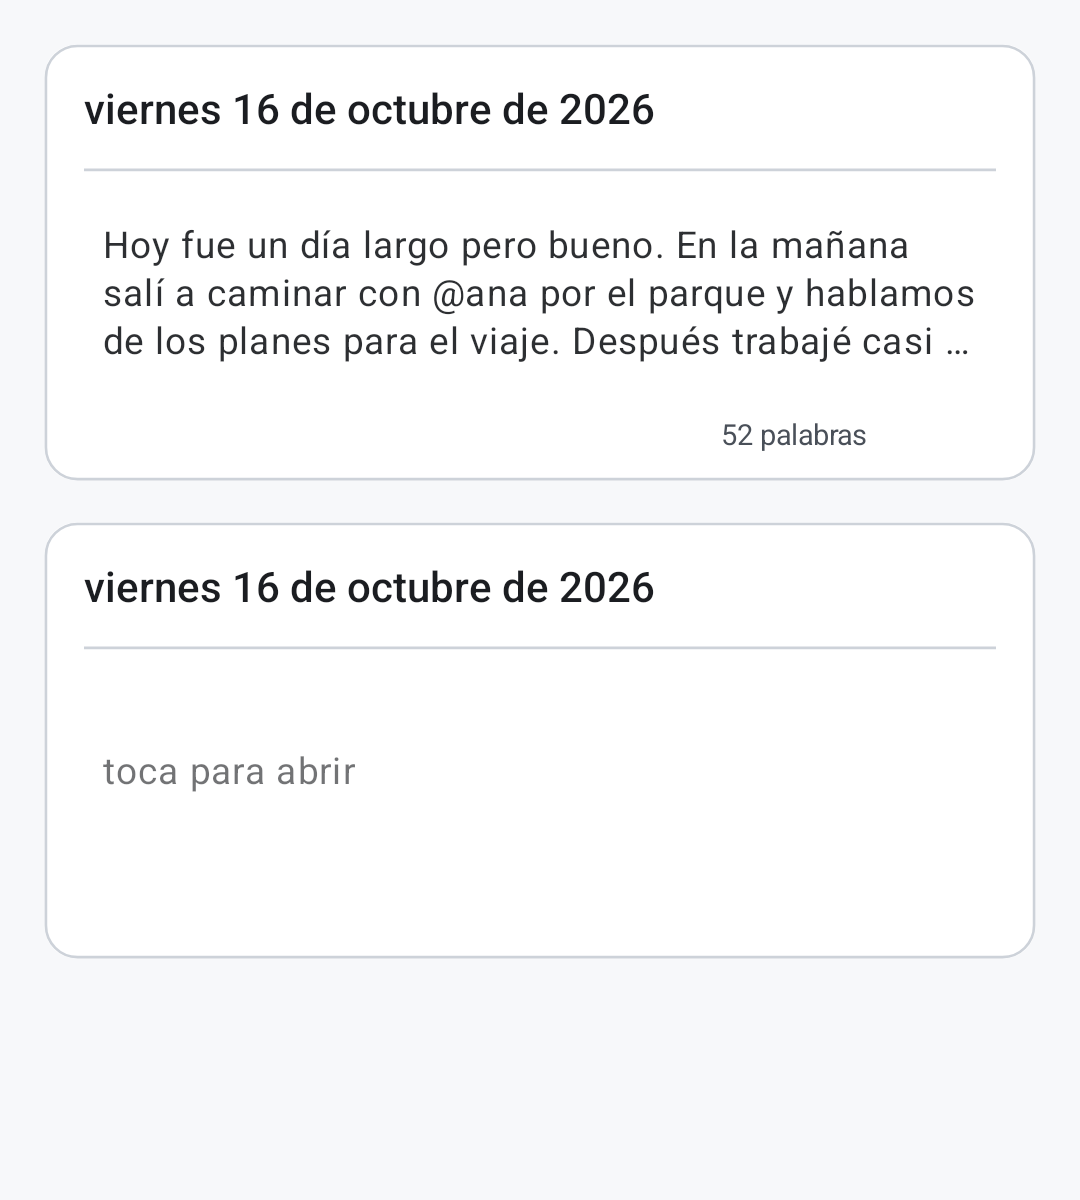 viernes 16 de octubre de 2026
Hoy fue un día largo pero bueno. En la mañana
salí a caminar con @ana por el parque y hablamos
de los planes para el viaje. Después trabajé casi ...
52 palabras
viernes 16 de octubre de 2026
toca para abrir